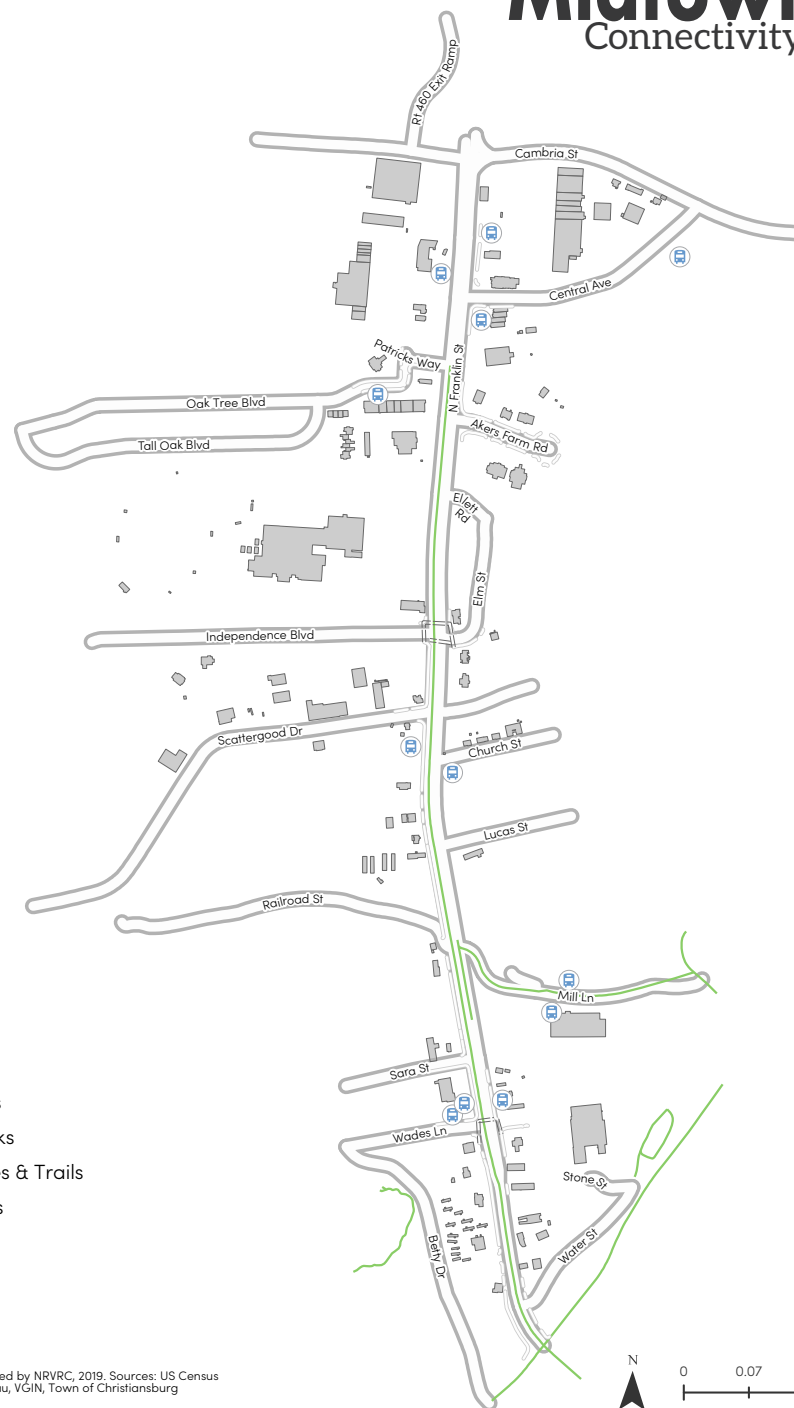 Connectivity
Rt 460 Exit Ramp
Cambria St
Central Ave
Patricks Way
N Franklin St
Oak Tree Blvd
Akers Farm Rd
Tall Oak Blvd
Ellett
Rd
Elm St
Independence Blvd
Scattergood Dr
Church St
Lucas St
Railroad St
Mill Ln
Sara St
Wades Ln
& Trails
Stone St
Water St
Betty Dr
by NRVRC, 2019. Sources: US Census
VGIN, Town of Christiansburg
N
0 0.07